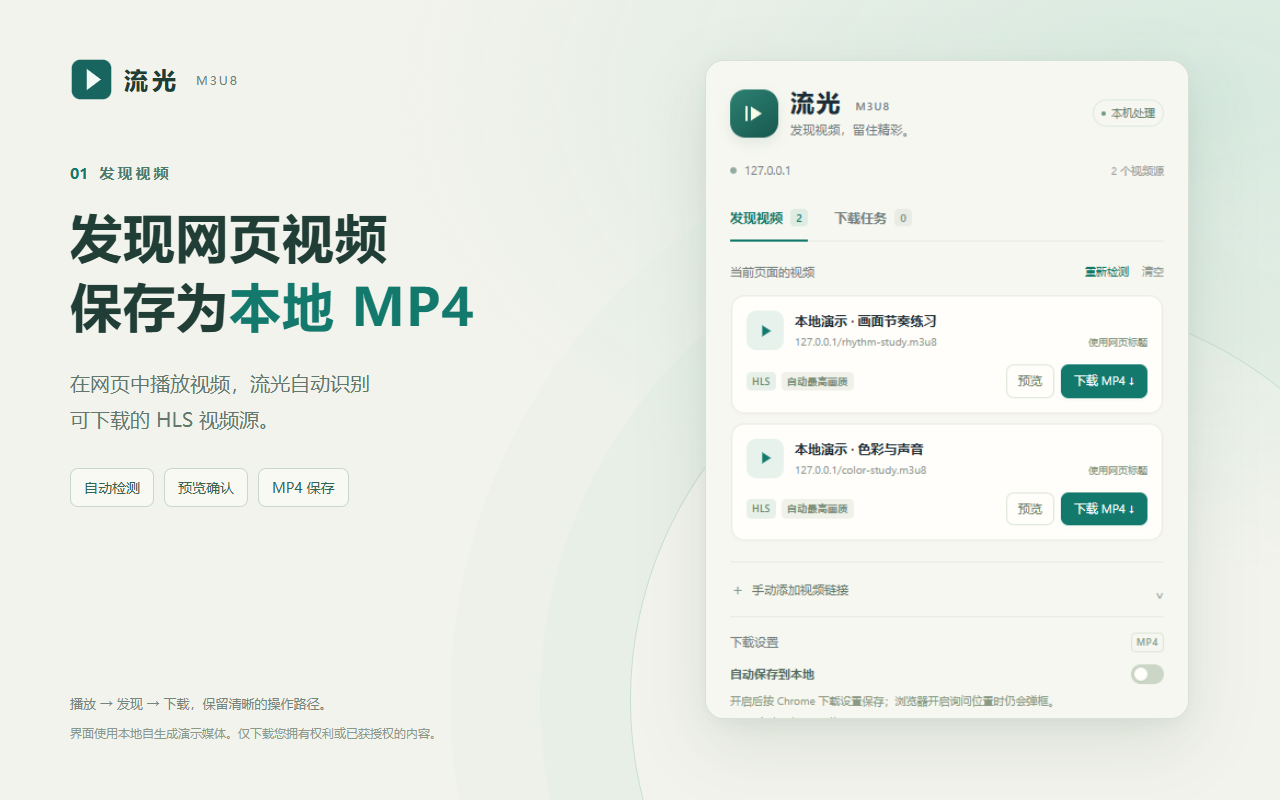 流光 M3U8
01 发现视频
发现网页视频
保存为本地 MP4
在网页中播放视频，流光自动识别
可下载的 HLS 视频源。
自动检测 预览确认 MP4 保存
播放 → 发现 → 下载，保留清晰的操作路径。
界面使用本地自生成演示媒体。仅下载您拥有权利或已获授权的内容。
流光 M3U8
发现视频，留住精彩。
本机处理
127.0.0.1 2 个视频源
发现视频 2 下载任务 0
当前页面的视频 重新检测 清空
本地演示 · 画面节奏练习
127.0.0.1/rhythm-study.m3u8 使用网页标题
HLS 自动最高画质 预览 下载 MP4 ↓
本地演示 · 色彩与声音
127.0.0.1/color-study.m3u8 使用网页标题
HLS 自动最高画质 预览 下载 MP4 ↓
+ 手动添加视频链接
下载设置 MP4
自动保存到本地
开启后按 Chrome 下载设置保存；浏览器开启询问位置时仍会弹框。